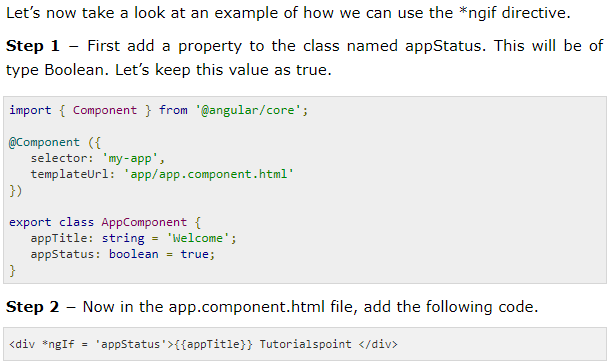 Let’s now take a look at an example of how we can use the *ngif directive.
Step 1 – First add a property to the class named appStatus. This will be of
type Boolean. Let’s keep this value as true.
import { Component } from '@angular/core';
@Component ({
   selector: 'my-app',
   templateUrl: 'app/app.component.html'
})
export class AppComponent {
   appTitle: string = 'Welcome';
   appStatus: boolean = true;
}
Step 2 – Now in the app.component.html file, add the following code.
<div *ngIf = 'appStatus'>{{appTitle}} Tutorialspoint </div>